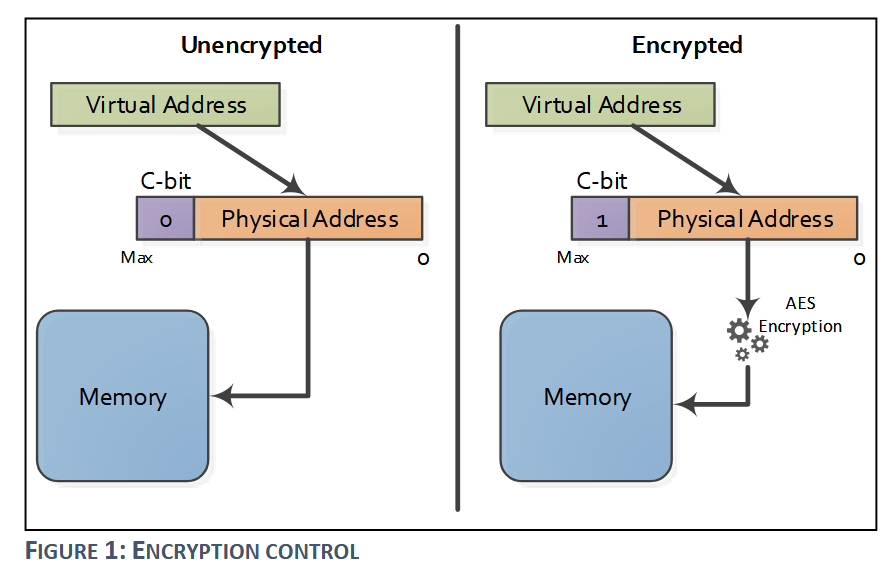 Unencrypted
Virtual Address
C-bit
0 Physical Address
Max 0
Memory
Encrypted
Virtual Address
C-bit
1 Physical Address
Max 0
AES
Encryption
Memory
FIGURE 1: ENCRYPTION CONTROL